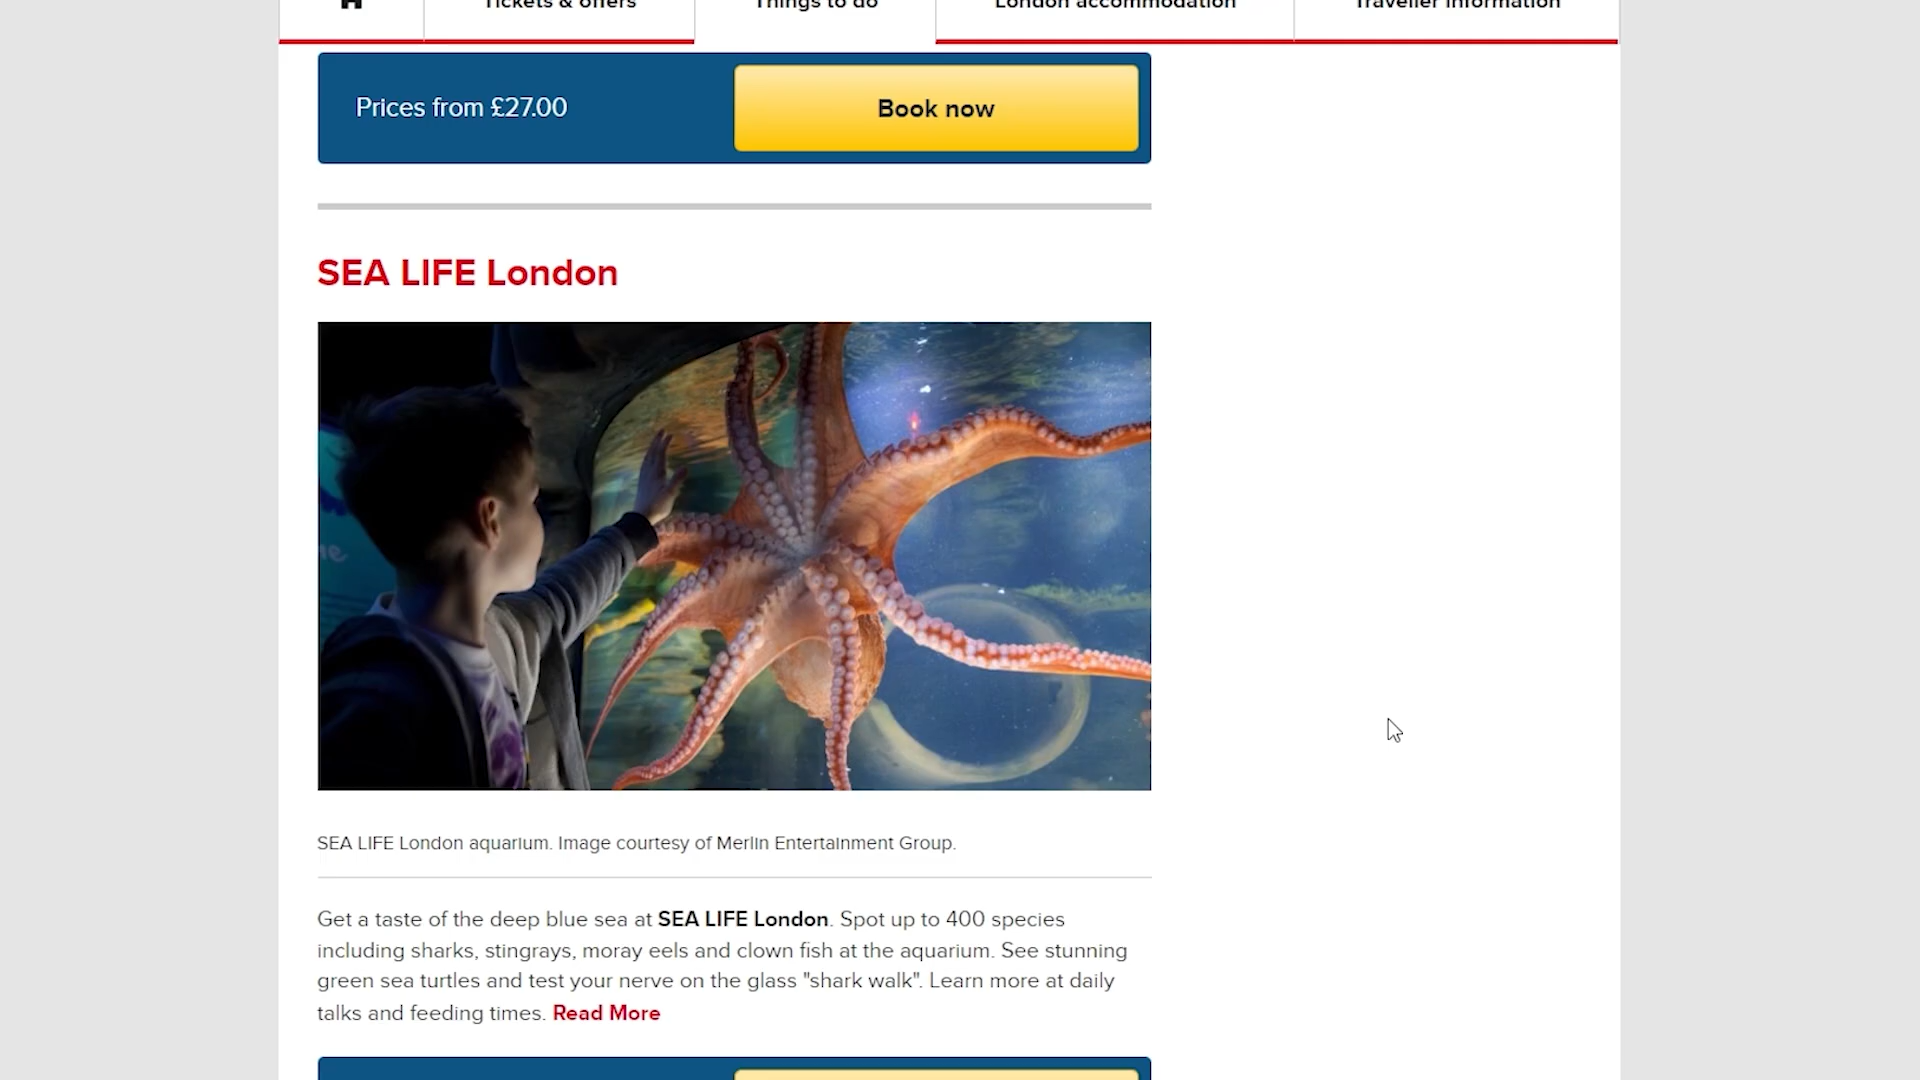 Tickets & offers
Things to do
London accommodation
Traveller information
Prices from £27.00
Book now
SEA LIFE London
SEA LIFE London aquarium. Image courtesy of Merlin Entertainment Group.
Get a taste of the deep blue sea at SEA LIFE London. Spot up to 400 species
including sharks, stingrays, moray eels and clown fish at the aquarium. See stunning
green sea turtles and test your nerve on the glass "shark walk". Learn more at daily
talks and feeding times. Read More